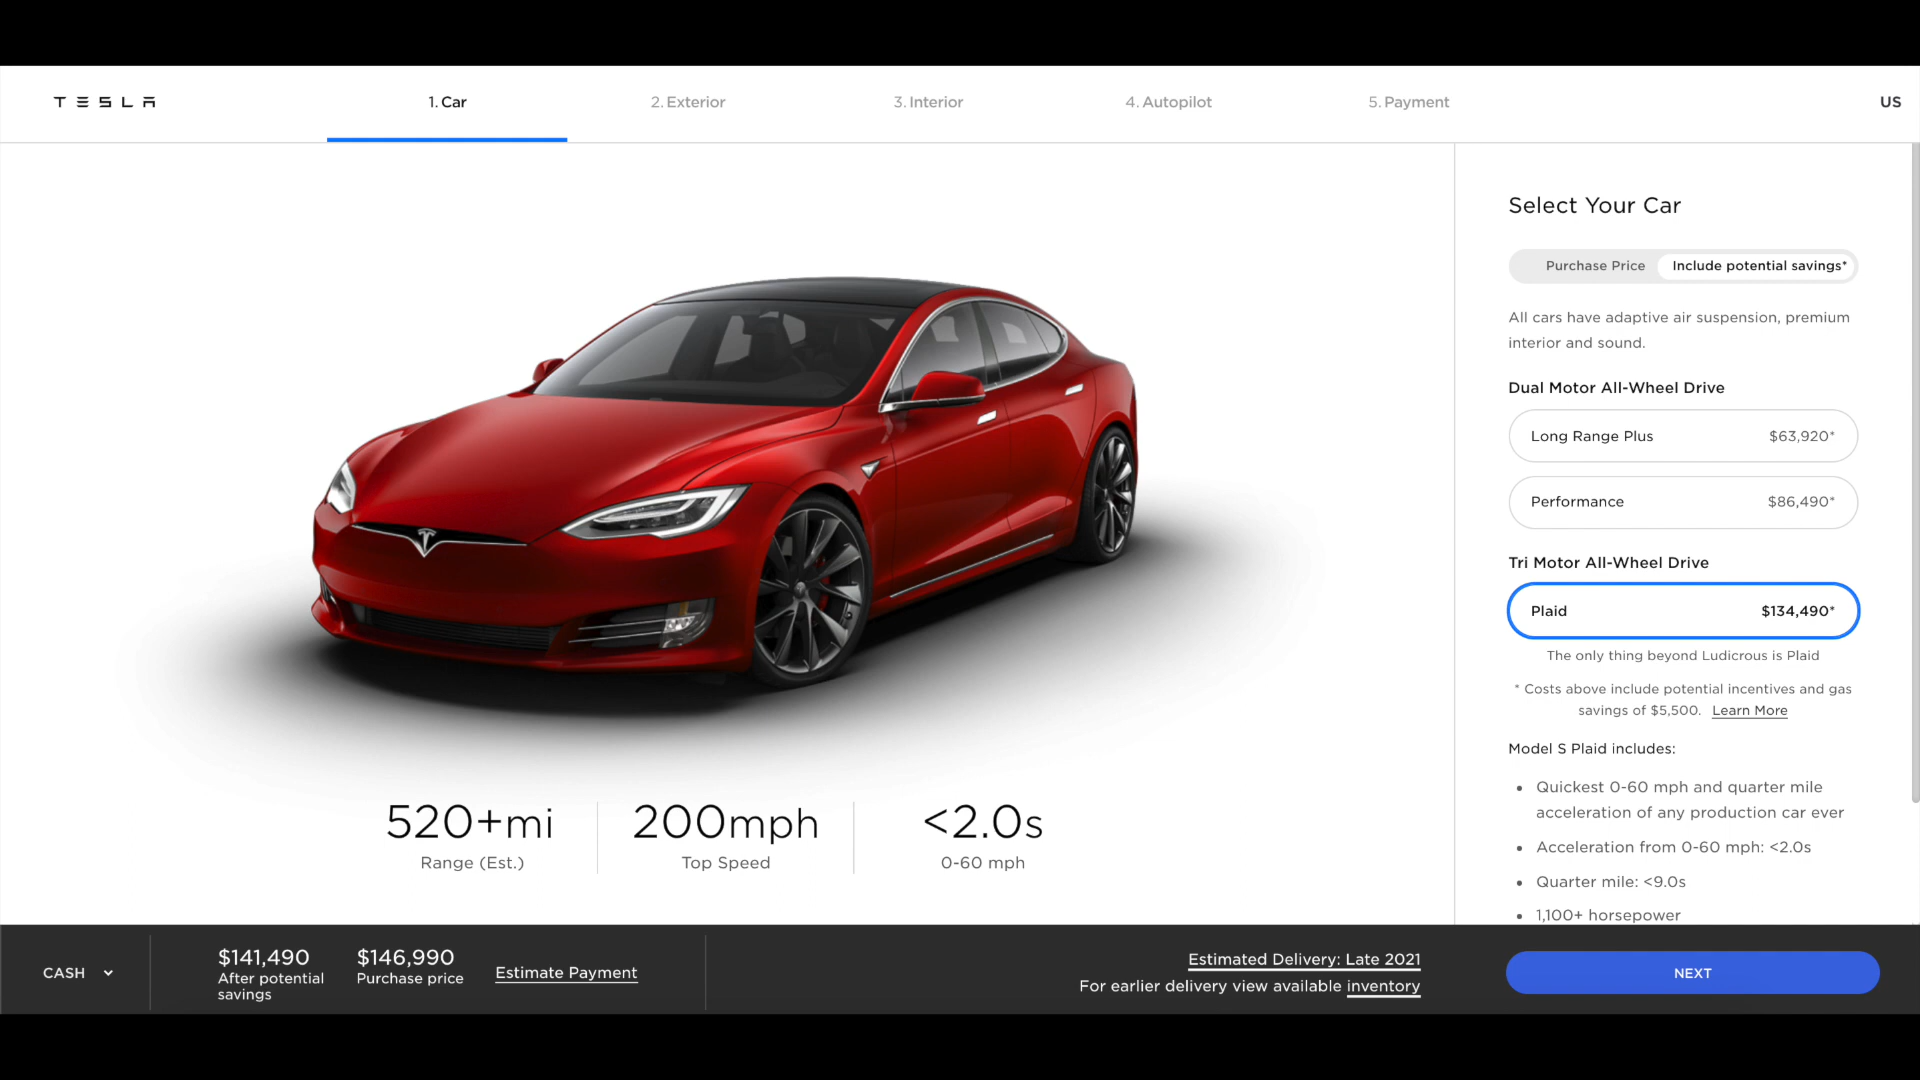 TESLA
1. Car
2. Exterior
3. Interior
4. Autopilot
5. Payment
US
Select Your Car
Purchase Price
Include potential savings*
All cars have adaptive air suspension, premium
interior and sound.
Dual Motor All-Wheel Drive
Long Range Plus $63,920*
Performance $86,490*
Tri Motor All-Wheel Drive
Plaid $134,490*
The only thing beyond Ludicrous is Plaid
* Costs above include potential incentives and gas
savings of $5,500. Learn More
Model S Plaid includes:
• Quickest 0-60 mph and quarter mile
acceleration of any production car ever
• Acceleration from 0-60 mph: <2.0s
• Quarter mile: <9.0s
• 1,100+ horsepower
520+mi
Range (Est.)
200mph
Top Speed
<2.0s
0-60 mph
CASH
$141,490
After potential
savings
$146,990
Purchase price
Estimate Payment
Estimated Delivery: Late 2021
For earlier delivery view available inventory
NEXT